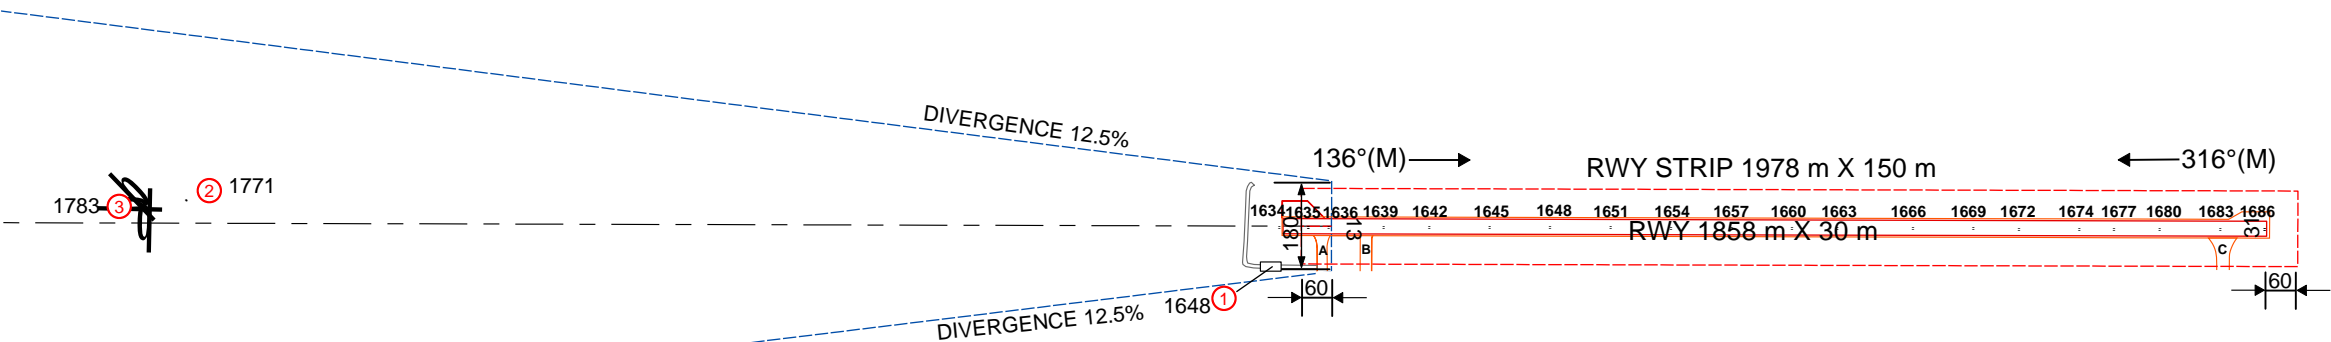 DIVERGENCE 12.5%
136°(M)
RWY STRIP 1978 m X 150 m
316°(M)
2 1771
1783 3
1634 1635 1636 1639 1642 1645 1648 1651 1654 1657 1660 1663 1666 1669 1672 1674 1677 1680 1683 1686
180
13
RWY 1858 m X 30 m
31
A
B
C
60
60
1648 1
DIVERGENCE 12.5%